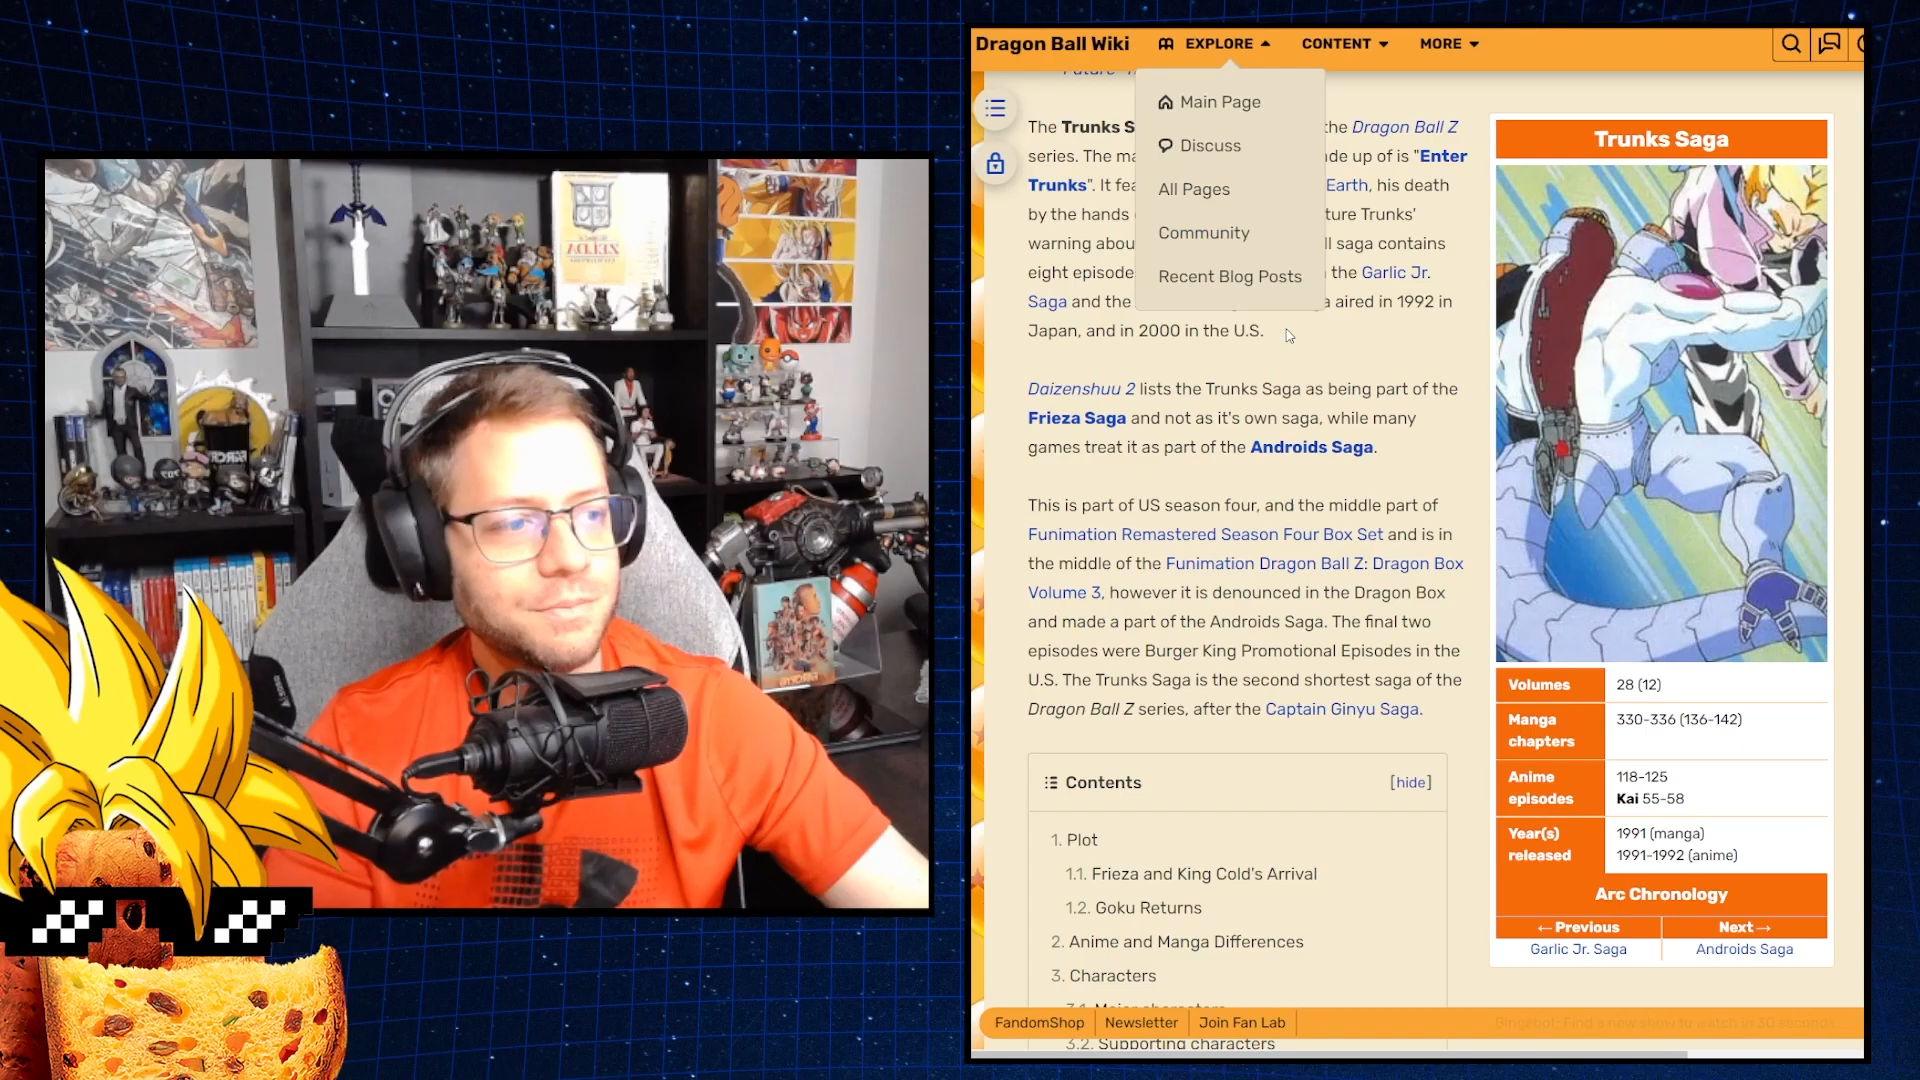 Dragon Ball Wiki EXPLORE CONTENT MORE
Main Page
Discuss
All Pages
Community
Recent Blog Posts
The Trunks S the Dragon Ball Z
series. The ma de up of is "Enter
Trunks". It fea Earth, his death
by the hands ture Trunks'
warning abou ll saga contains
eight episode the Garlic Jr.
Saga and the a aired in 1992 in
Japan, and in 2000 in the U.S.
Daizenshuu 2 lists the Trunks Saga as being part of the
Frieza Saga and not as it's own saga, while many
games treat it as part of the Androids Saga.
This is part of US season four, and the middle part of
Funimation Remastered Season Four Box Set and is in
the middle of the Funimation Dragon Ball Z: Dragon Box
Volume 3, however it is denounced in the Dragon Box
and made a part of the Androids Saga. The final two
episodes were Burger King Promotional Episodes in the
U.S. The Trunks Saga is the second shortest saga of the
Dragon Ball Z series, after the Captain Ginyu Saga.
Contents [hide]
1. Plot
1.1. Frieza and King Cold's Arrival
1.2. Goku Returns
2. Anime and Manga Differences
3. Characters
3.2. Supporting characters
Trunks Saga
Volumes 28 (12)
Manga chapters 330-336 (136-142)
Anime episodes 118-125
Kai 55-58
Year(s) released 1991 (manga)
1991-1992 (anime)
Arc Chronology
← Previous Next →
Garlic Jr. Saga Androids Saga
FandomShop Newsletter Join Fan Lab
ZELDA